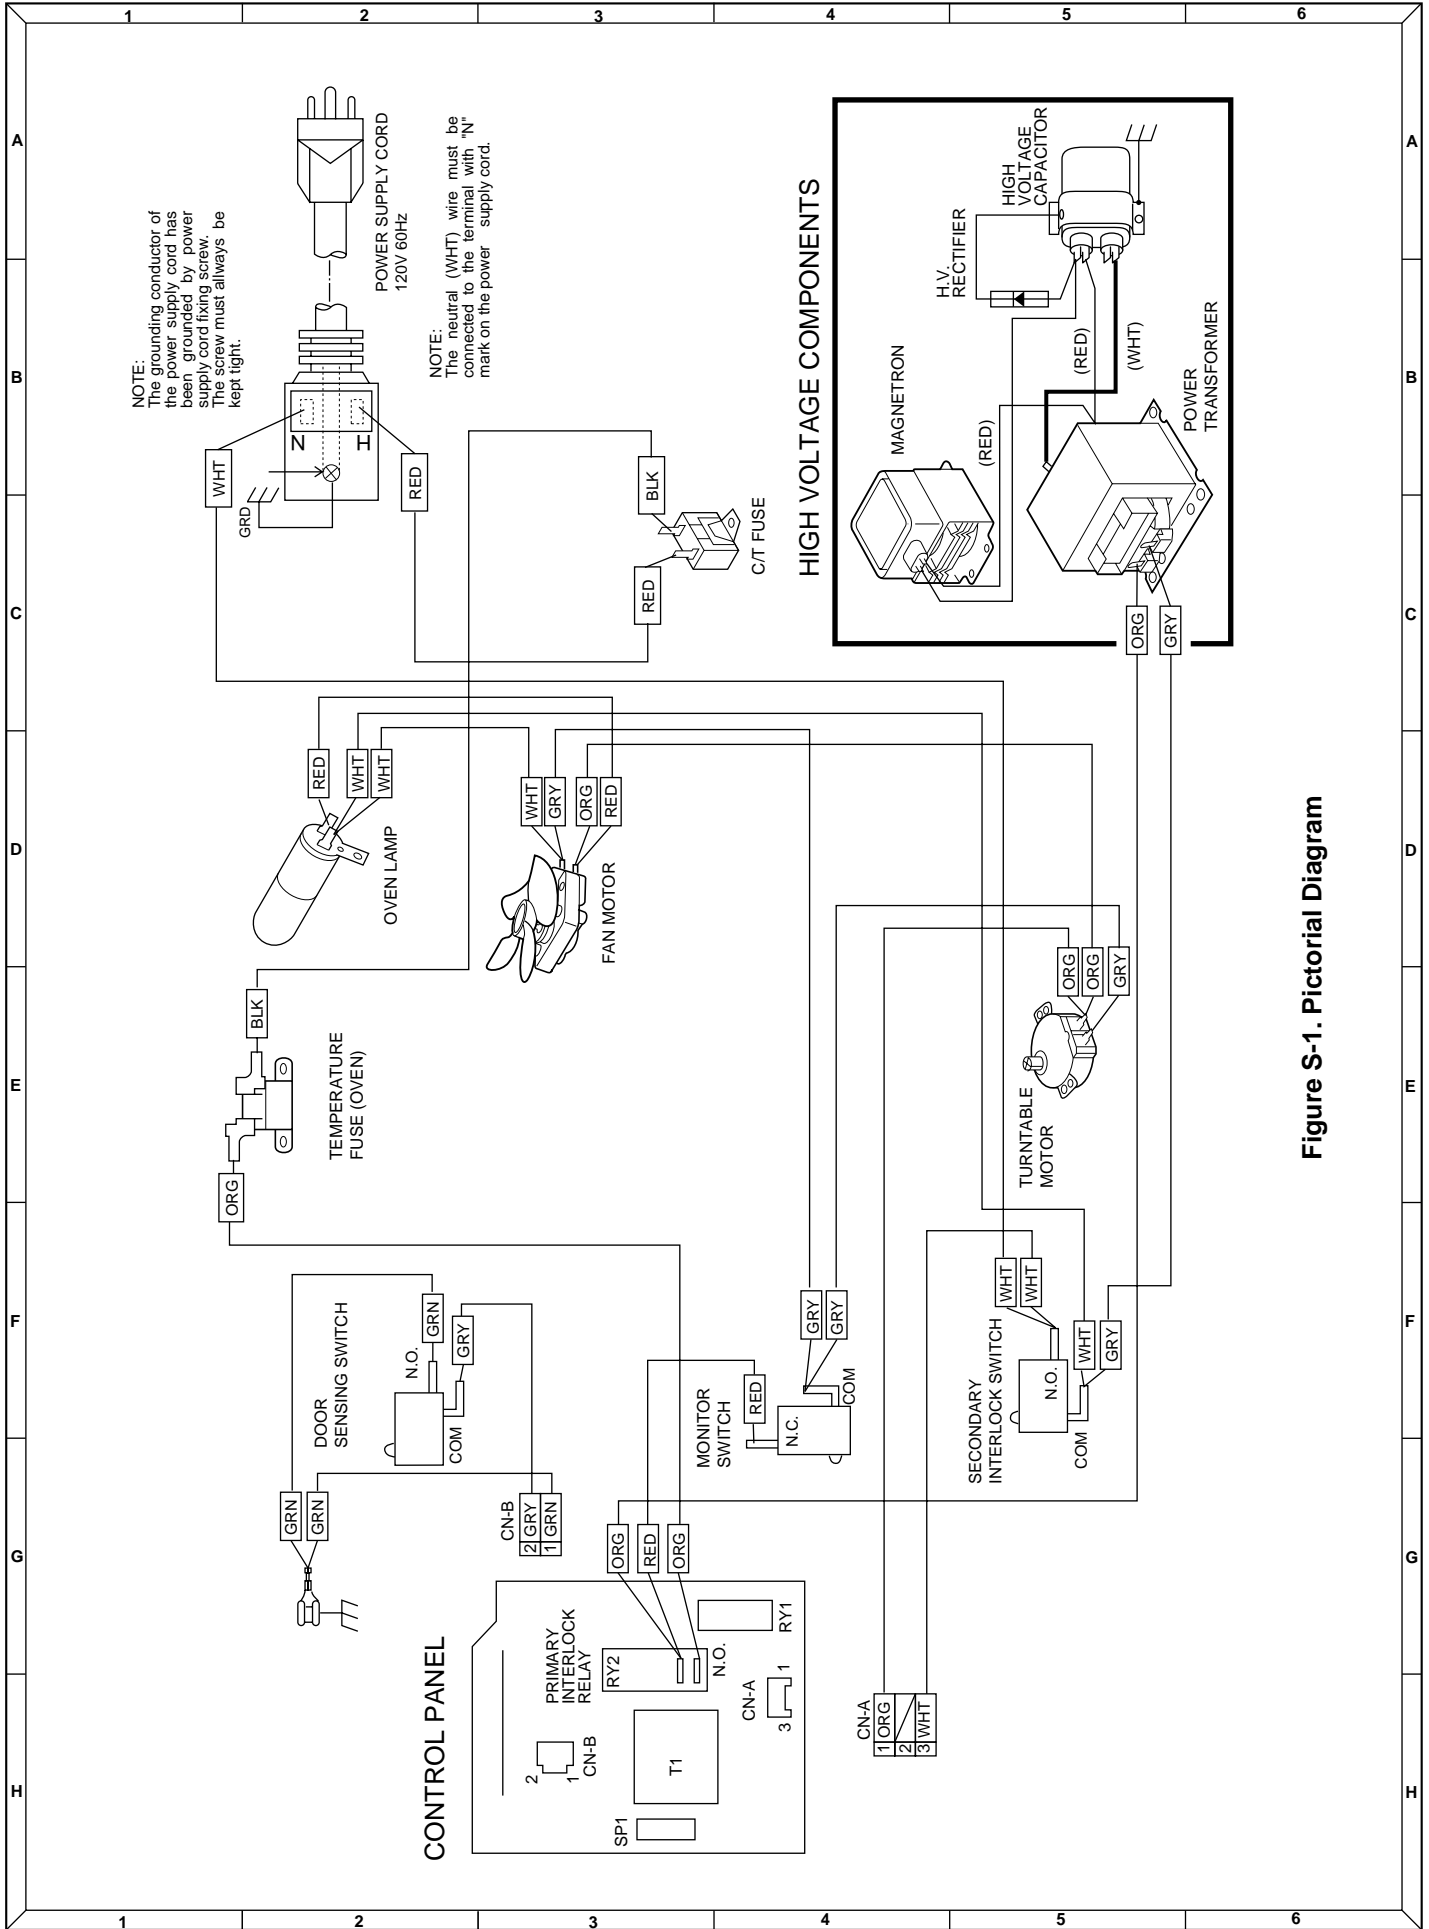 1
2
3
4
5
6
A
B
C
D
E
F
G
H
A
B
C
D
E
F
G
H
1
2
3
4
5
6
NOTE:
The grounding conductor of
the power supply cord has
been grounded by power
supply cord fixing screw.
The screw must allways be
kept tight.
POWER SUPPLY CORD
120V 60Hz
NOTE:
The neutral (WHT) wire must be
connected to the terminal with "N"
mark on the power supply cord.
N
H
WHT
RED
GRD
BLK
RED
C/T FUSE
HIGH VOLTAGE COMPONENTS
HIGH
VOLTAGE
CAPACITOR
H.V.
RECTIFIER
MAGNETRON
(RED)
(RED)
(WHT)
POWER
TRANSFORMER
ORG
GRY
RED
WHT
WHT
OVEN LAMP
WHT
GRY
ORG
RED
FAN MOTOR
BLK
ORG
TEMPERATURE
FUSE (OVEN)
ORG
ORG
GRY
TURNTABLE
MOTOR
DOOR
SENSING SWITCH
N.O.
COM
GRN
GRY
GRN
GRN
CN-B
2 GRY
1 GRN
MONITOR
SWITCH
RED
N.C.
COM
GRY
GRY
SECONDARY
INTERLOCK SWITCH
N.O.
COM
WHT
WHT
WHT
GRY
ORG
RED
ORG
CONTROL PANEL
PRIMARY
INTERLOCK
RELAY
RY2
N.O.
RY1
CN-A
3
1
2
1
CN-B
T1
SP1
CN-A
1 ORG
2
3 WHT
Figure S-1. Pictorial Diagram